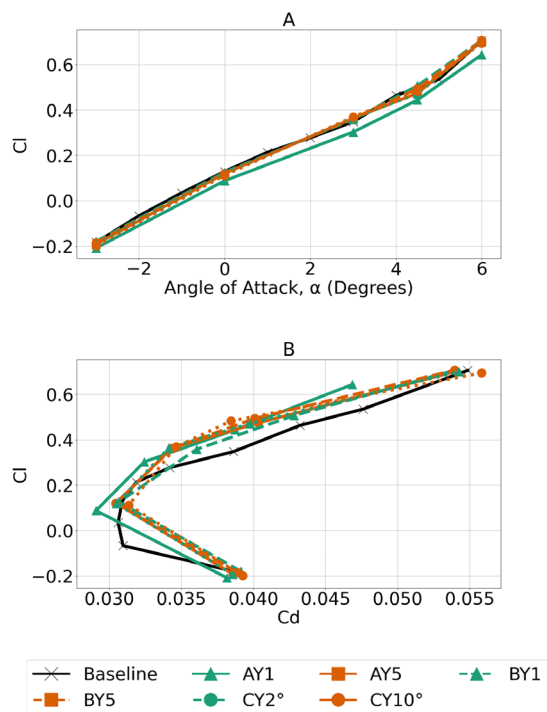 A
0.6
0.4
0.2
0.0
−0.2
Cl
−2 0 2 4 6
Angle of Attack, α (Degrees)
B
0.6
0.4
0.2
0.0
−0.2
Cl
0.030 0.035 0.040 0.045 0.050 0.055
Cd
Baseline AY1 AY5 BY1
BY5 CY2° CY10°